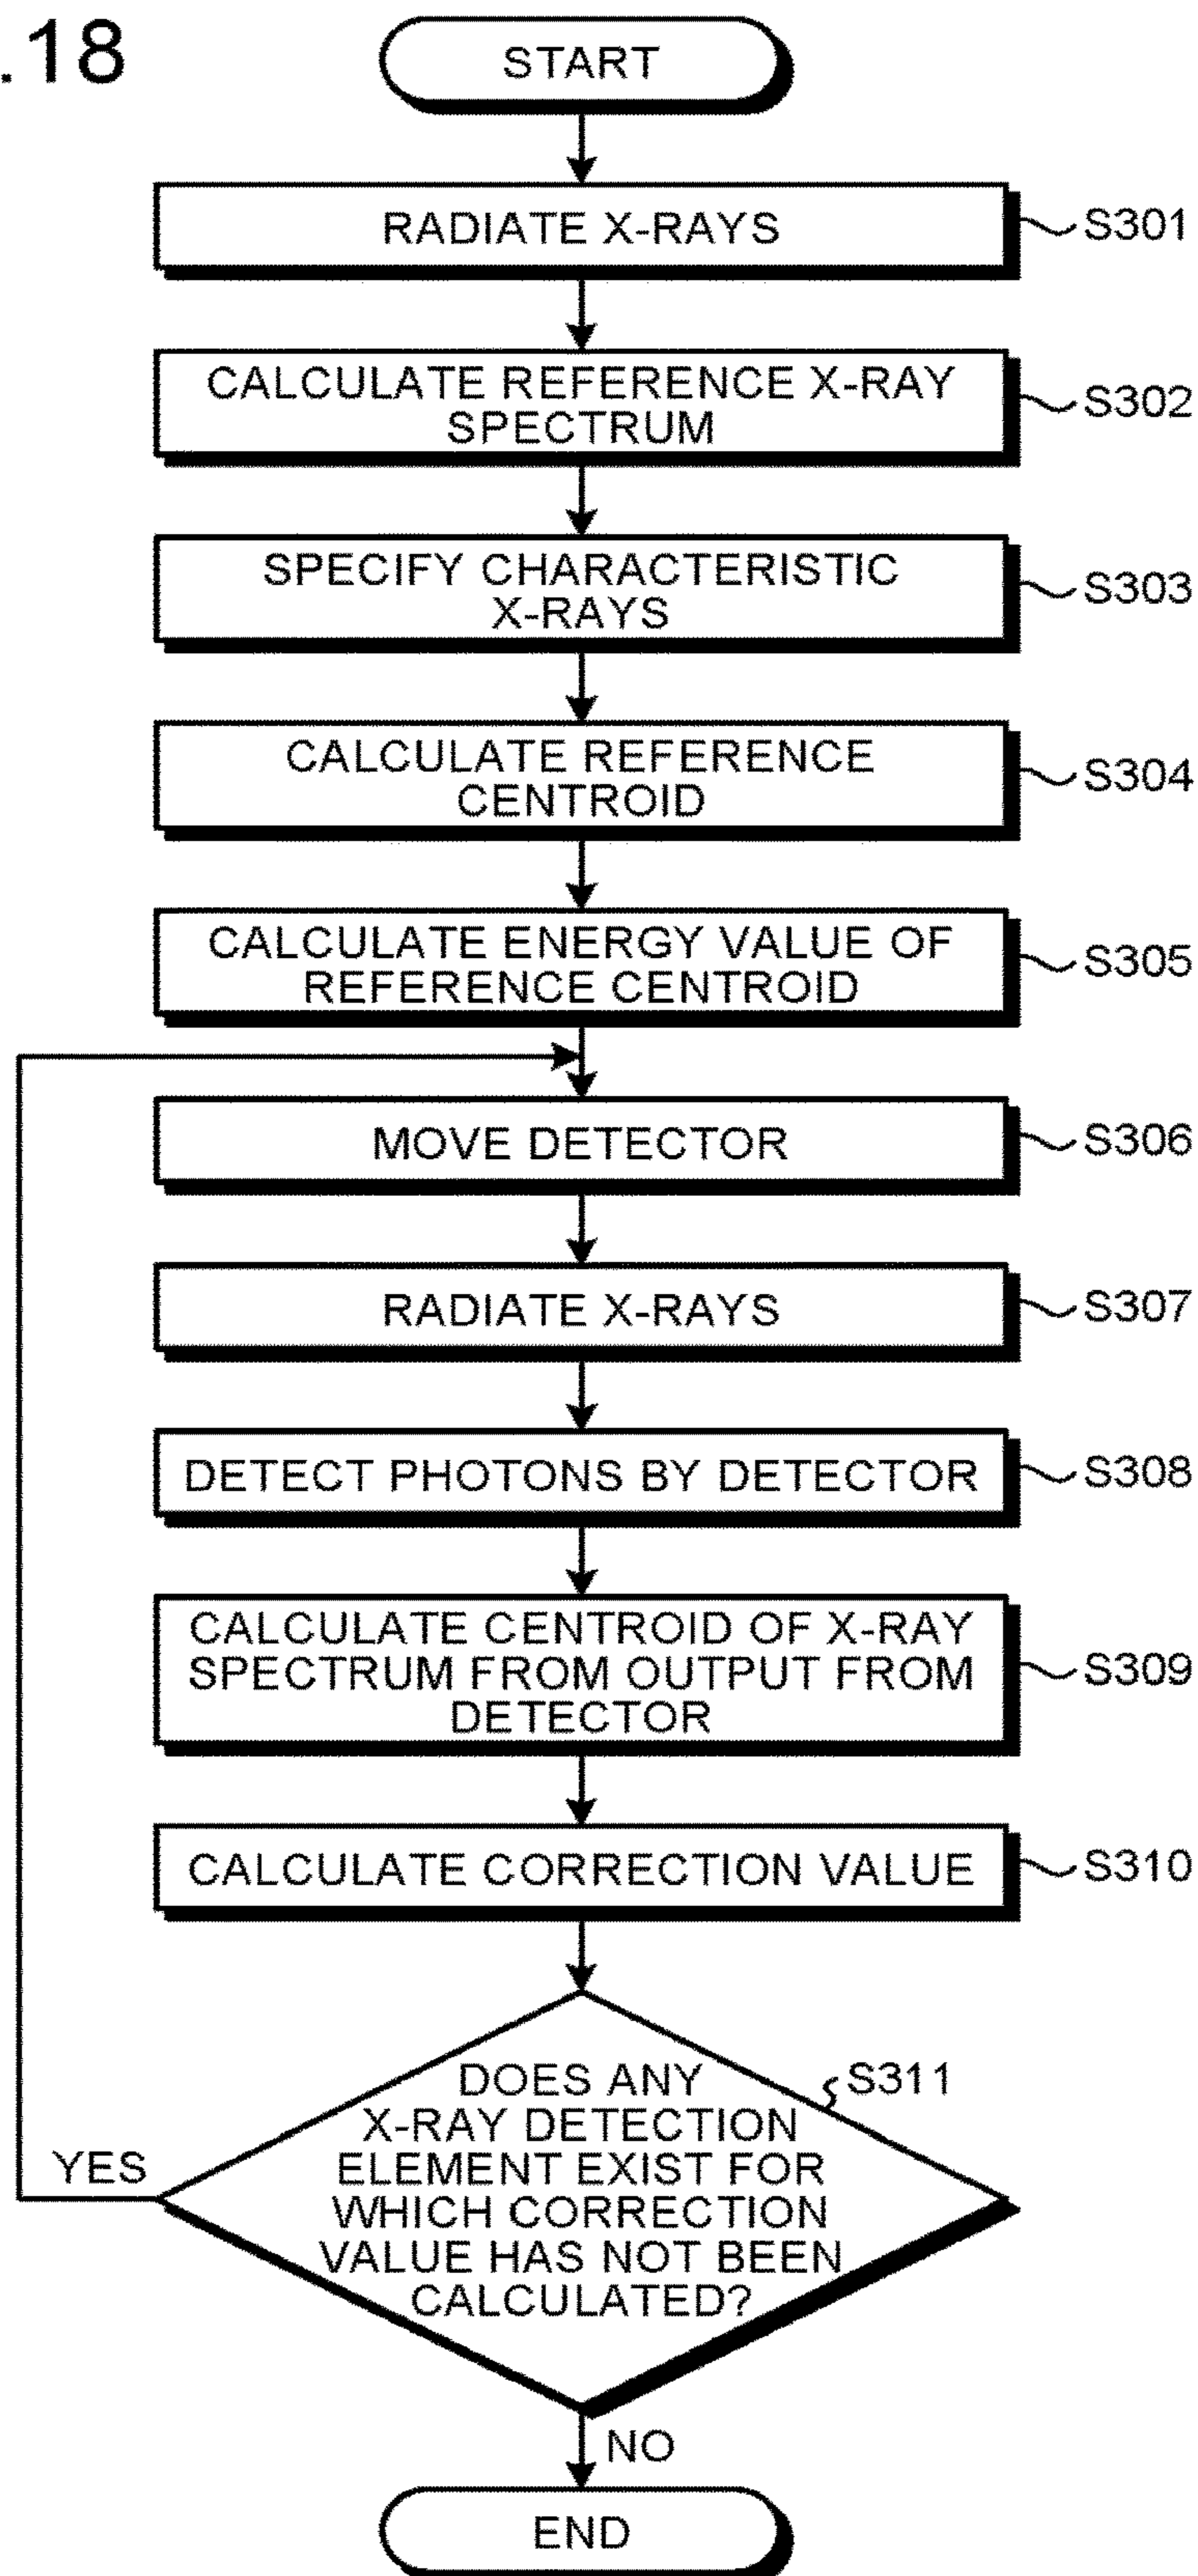 .18
START
RADIATE X-RAYS
S301
CALCULATE REFERENCE X-RAY
SPECTRUM
S302
SPECIFY CHARACTERISTIC
X-RAYS
S303
CALCULATE REFERENCE
CENTROID
S304
CALCULATE ENERGY VALUE OF
REFERENCE CENTROID
S305
MOVE DETECTOR
S306
RADIATE X-RAYS
S307
DETECT PHOTONS BY DETECTOR
S308
CALCULATE CENTROID OF X-RAY
SPECTRUM FROM OUTPUT FROM
DETECTOR
S309
CALCULATE CORRECTION VALUE
S310
DOES ANY
X-RAY DETECTION
ELEMENT EXIST FOR
WHICH CORRECTION
VALUE HAS NOT BEEN
CALCULATED?
S311
YES
NO
END